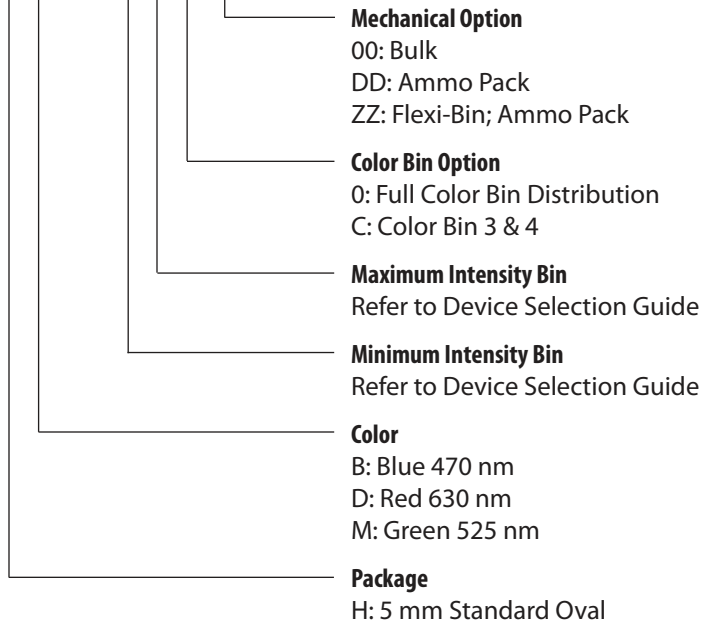 Mechanical Option
00: Bulk
DD: Ammo Pack
ZZ: Flexi-Bin; Ammo Pack
Color Bin Option
0: Full Color Bin Distribution
C: Color Bin 3 & 4
Maximum Intensity Bin
Refer to Device Selection Guide
Minimum Intensity Bin
Refer to Device Selection Guide
Color
B: Blue 470 nm
D: Red 630 nm
M: Green 525 nm
Package
H: 5 mm Standard Oval